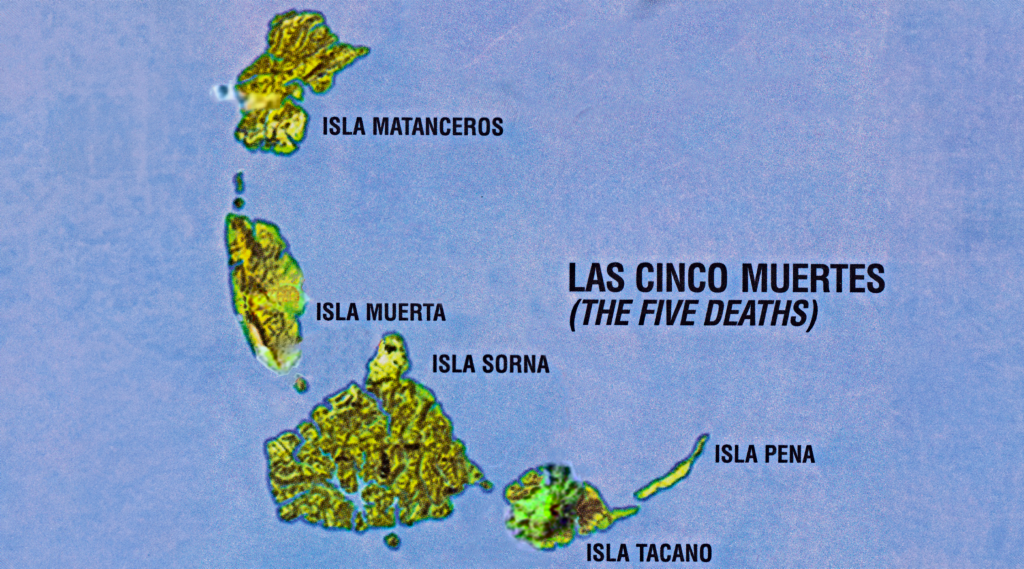 ISLA MATANCEROS
LAS CINCO MUERTES
(THE FIVE DEATHS)
ISLA MUERTA
ISLA SORNA
ISLA PENA
ISLA TACANO